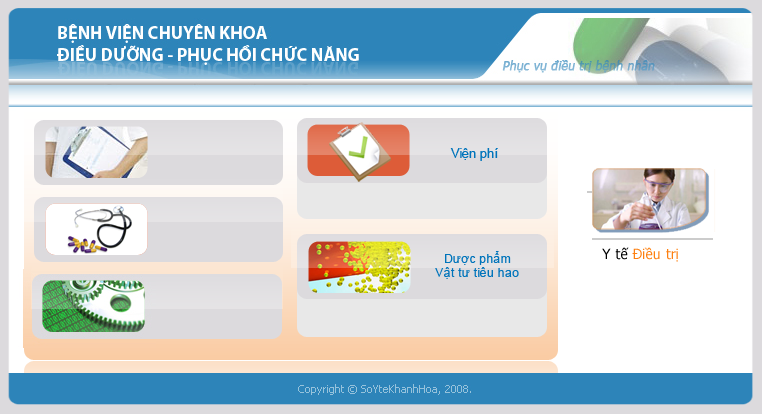 BỆNH VIỆN CHUYÊN KHOA
ĐIỀU DƯỠNG - PHỤC HỒI CHỨC NĂNG
Phục vụ điều trị bệnh nhân
Viện phí
Dược phẩm
Vật tư tiêu hao
Y tế Điều trị
Copyright © SoYteKhanhHoa, 2008.